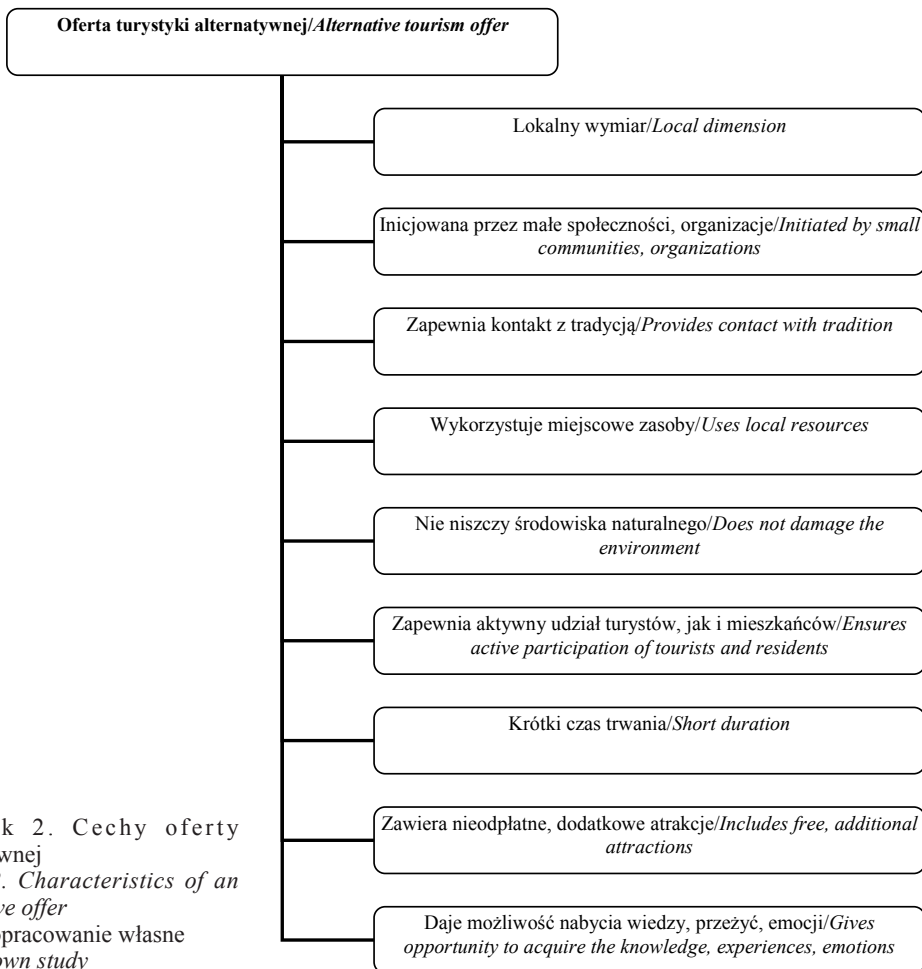 Oferta turystyki alternatywnej/Alternative tourism offer
Lokalny wymiar/Local dimension
Inicjowana przez małe społeczności, organizacje/Initiated by small
communities, organizations
Zapewnia kontakt z tradycją/Provides contact with tradition
Wykorzystuje miejscowe zasoby/Uses local resources
Nie niszczy środowiska naturalnego/Does not damage the
environment
Zapewnia aktywny udział turystów, jak i mieszkańców/Ensures
active participation of tourists and residents
Krótki czas trwania/Short duration
Zawiera nieodpłatne, dodatkowe atrakcje/Includes free, additional
attractions
Daje możliwość nabycia wiedzy, przeżyć, emocji/Gives
opportunity to acquire the knowledge, experiences, emotions
k 2. Cechy oferty
wnej
. Characteristics of an
ve offer
opracowanie własne
own study